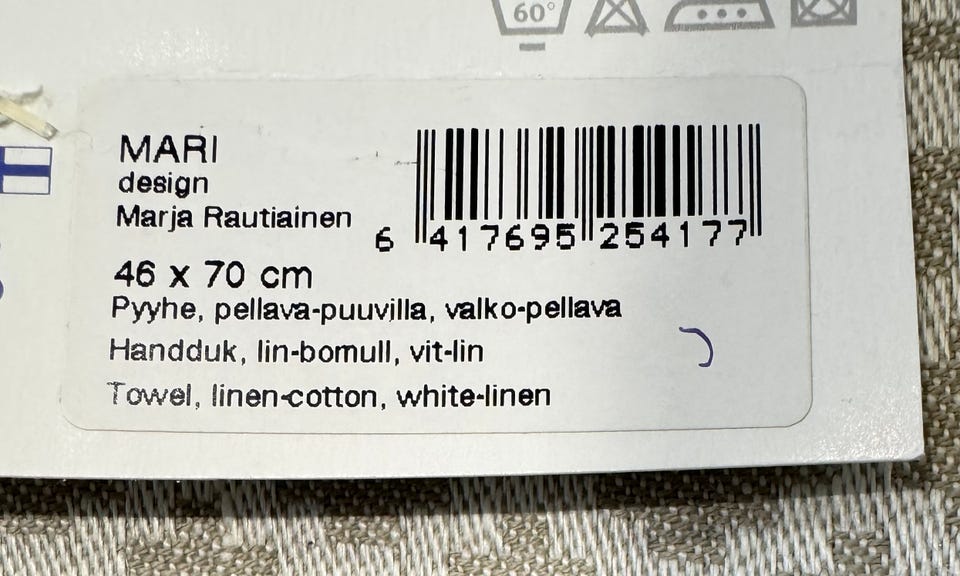 60°
MARI
design
Marja Rautiainen
6 417695 254177
46 x 70 cm
Pyyhe, pellava-puuvilla, valko-pellava
Handduk, lin-bomull, vit-lin
Towel, linen-cotton, white-linen